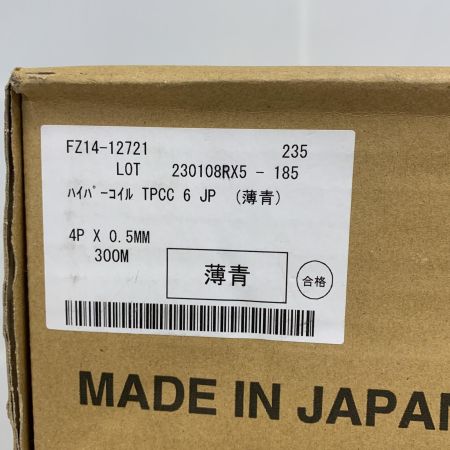 FZ14-12721 235
LOT 230108RX5 - 185
ﾊｲﾊﾟｰｺｲﾙ TPCC 6 JP (薄青)
4P X 0.5MM
300M
薄青
合格
MADE IN JAPAN